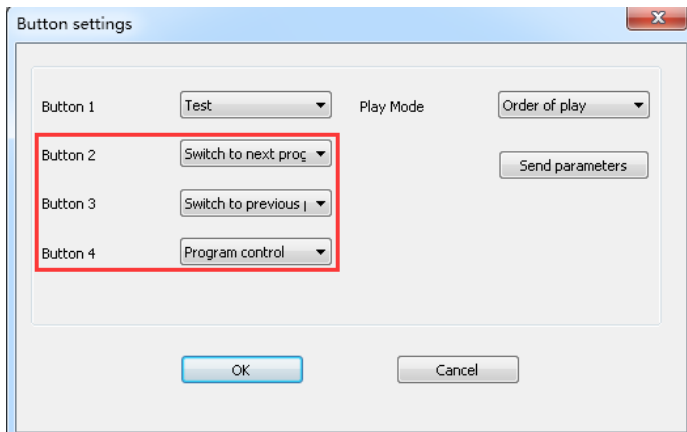 Button settings
Button 1 Test Play Mode Order of play
Button 2 Switch to next prog
Send parameters
Button 3 Switch to previous
Button 4 Program control
OK Cancel